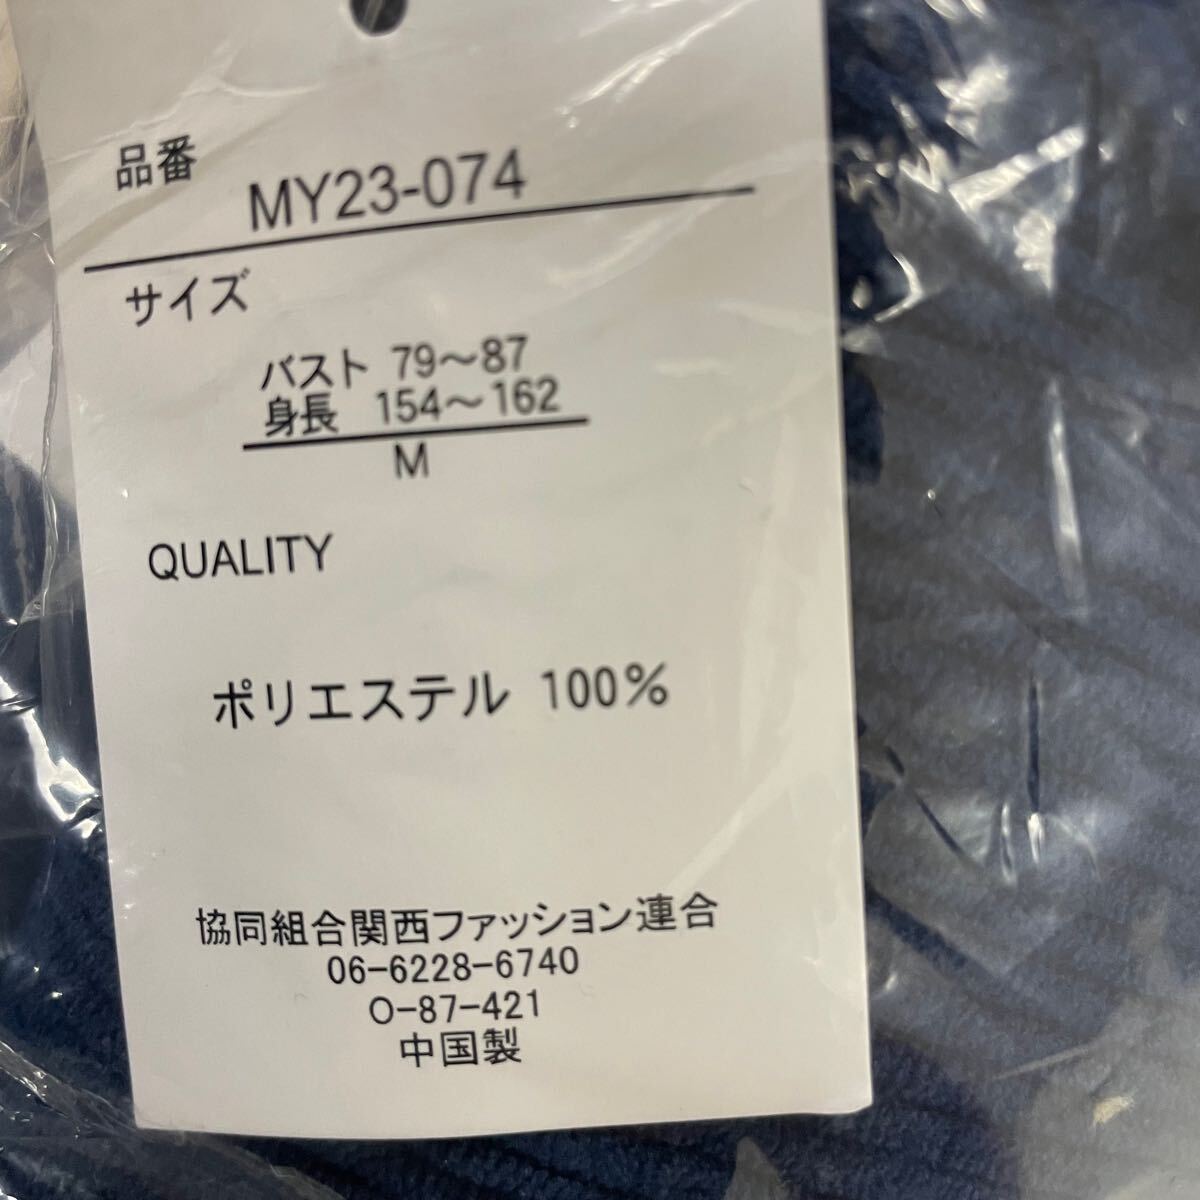 品番
MY23-074
サイズ
バスト 79～87
身長 154～162
M
QUALITY
ポリエステル 100%
協同組合関西ファッション連合
06-6228-6740
O-87-421
中国製